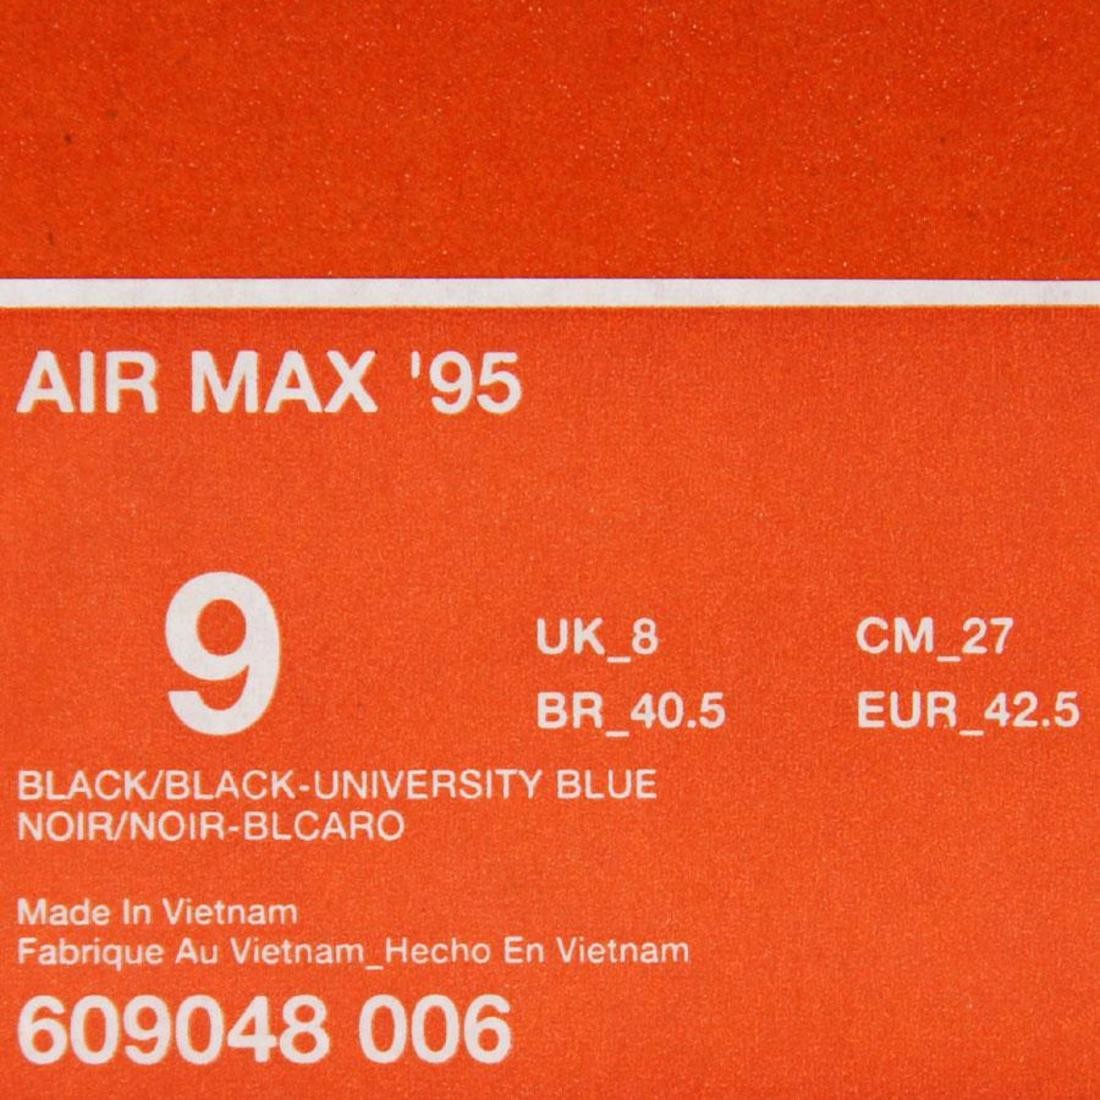 AIR MAX '95
9
UK_8 CM_27
BR_40.5 EUR_42.5
BLACK/BLACK-UNIVERSITY BLUE
NOIR/NOIR-BLCARO
Made In Vietnam
Fabrique Au Vietnam_Hecho En Vietnam
609048 006